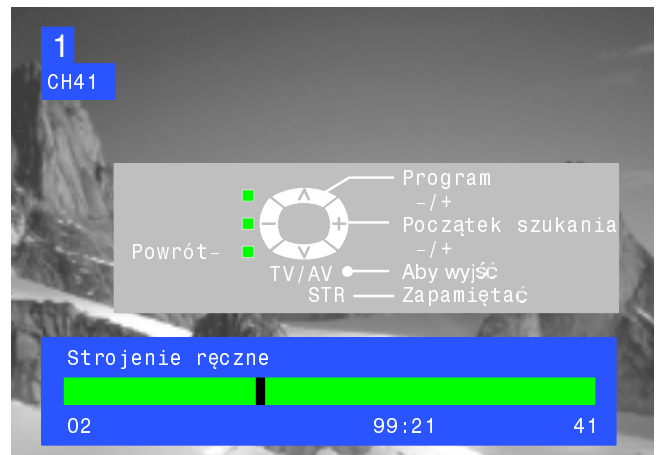 1
CH41
Program
-/+
Początek szukania
-/+
Powrót-
TV/AV
Aby wyjść
STR
Zapamiętać
Strojenie ręczne
02
99:21
41